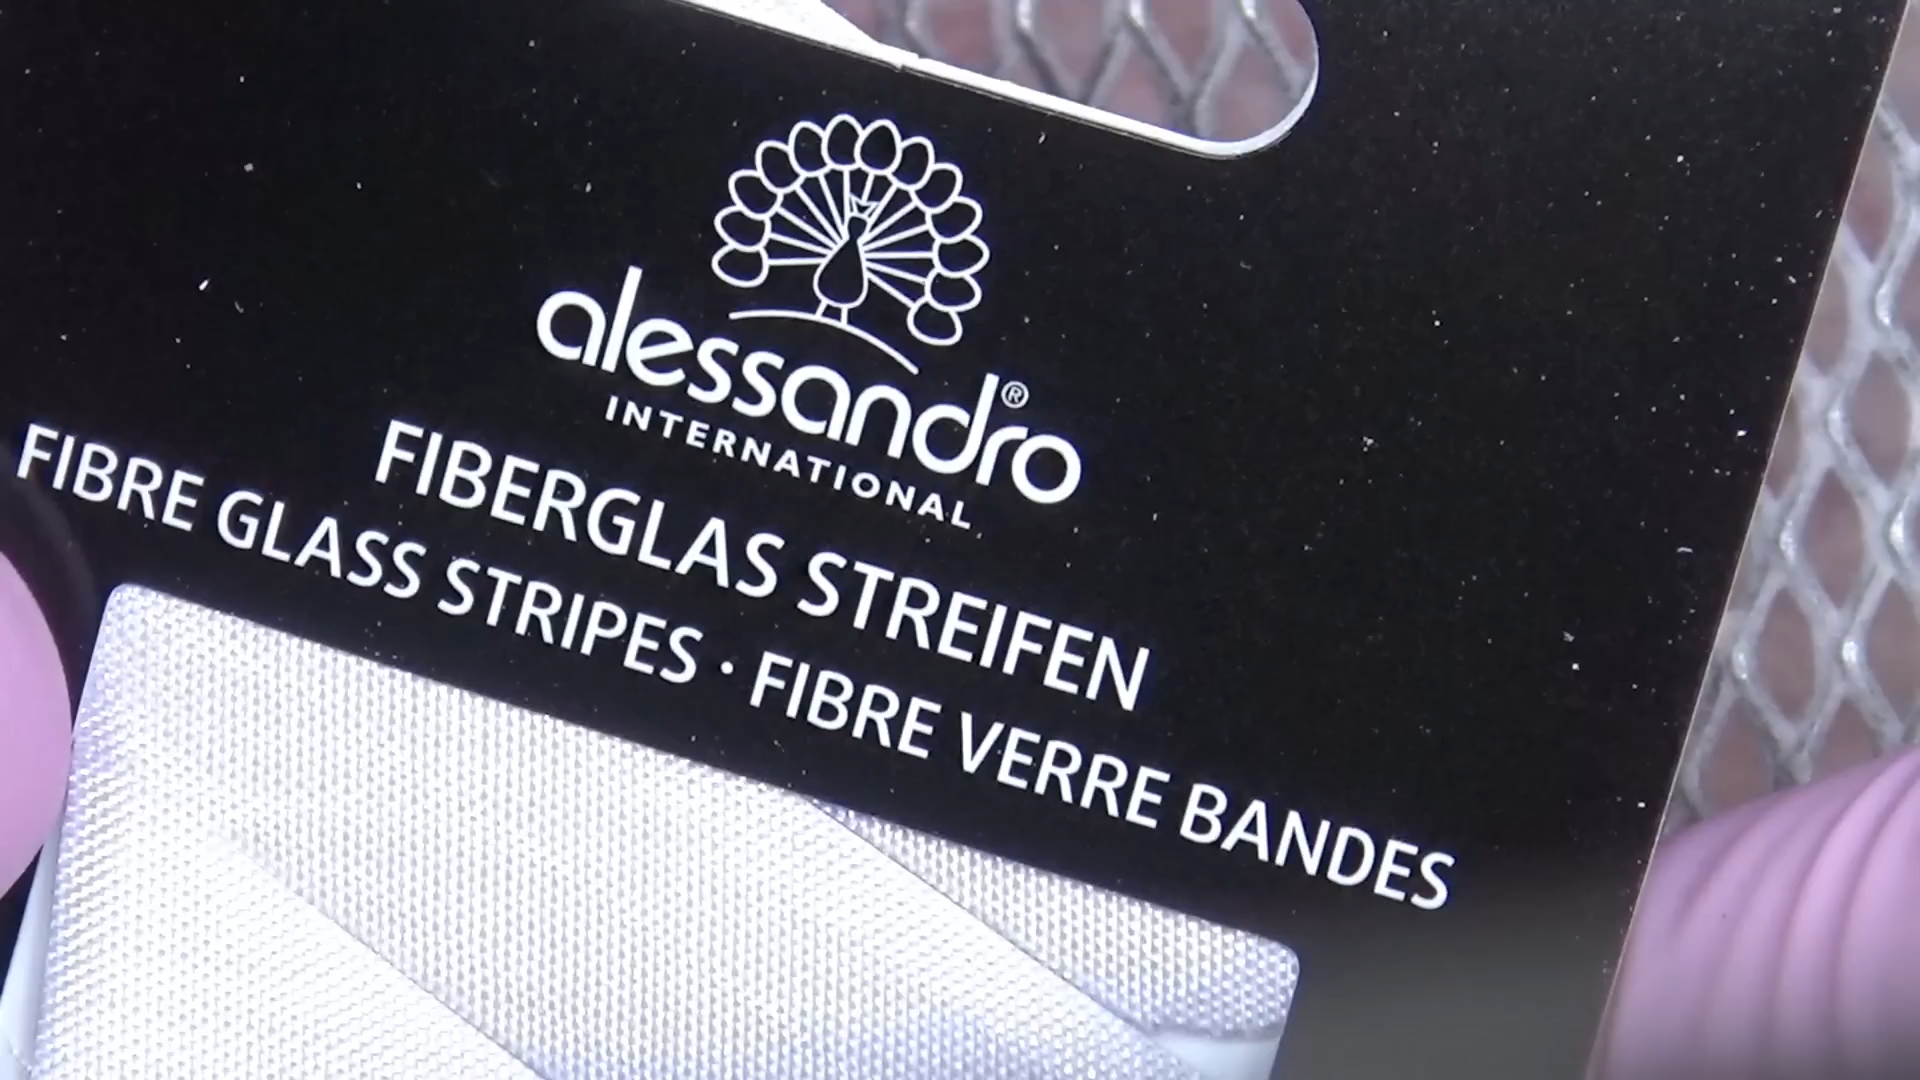 alessandro®
INTERNATIONAL
FIBERGLAS STREIFEN
FIBRE GLASS STRIPES · FIBRE VERRE BANDES